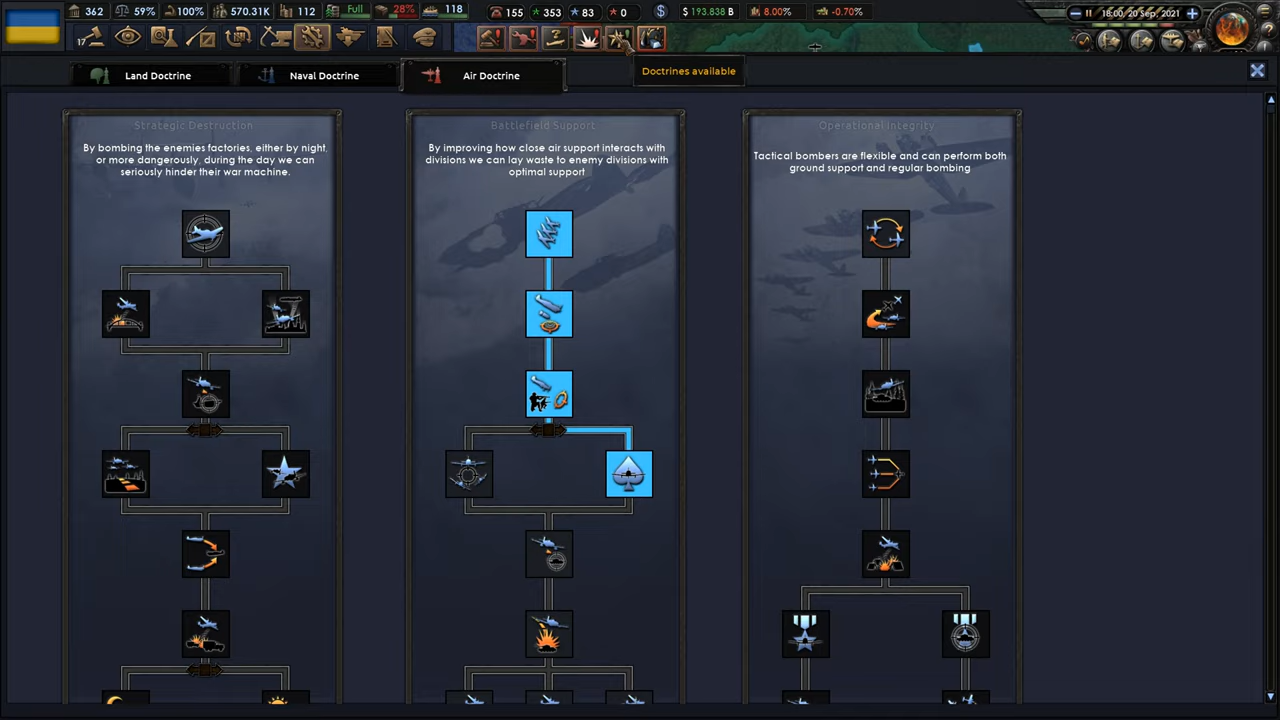 362 59% 100% 570.31K 112 Full 28% 118 155 353 83 0 $ $ 193.838 B 8.00% -0.70% 18:00, 20 Sep, 2021
17
Doctrines available
Land Doctrine Naval Doctrine Air Doctrine
Strategic Destruction
By bombing the enemies factories, either by night,
or more dangerously, during the day we can
seriously hinder their war machine.
Battlefield Support
By improving how close air support interacts with
divisions we can lay waste to enemy divisions with
optimal support
Operational Integrity
Tactical bombers are flexible and can perform both
ground support and regular bombing